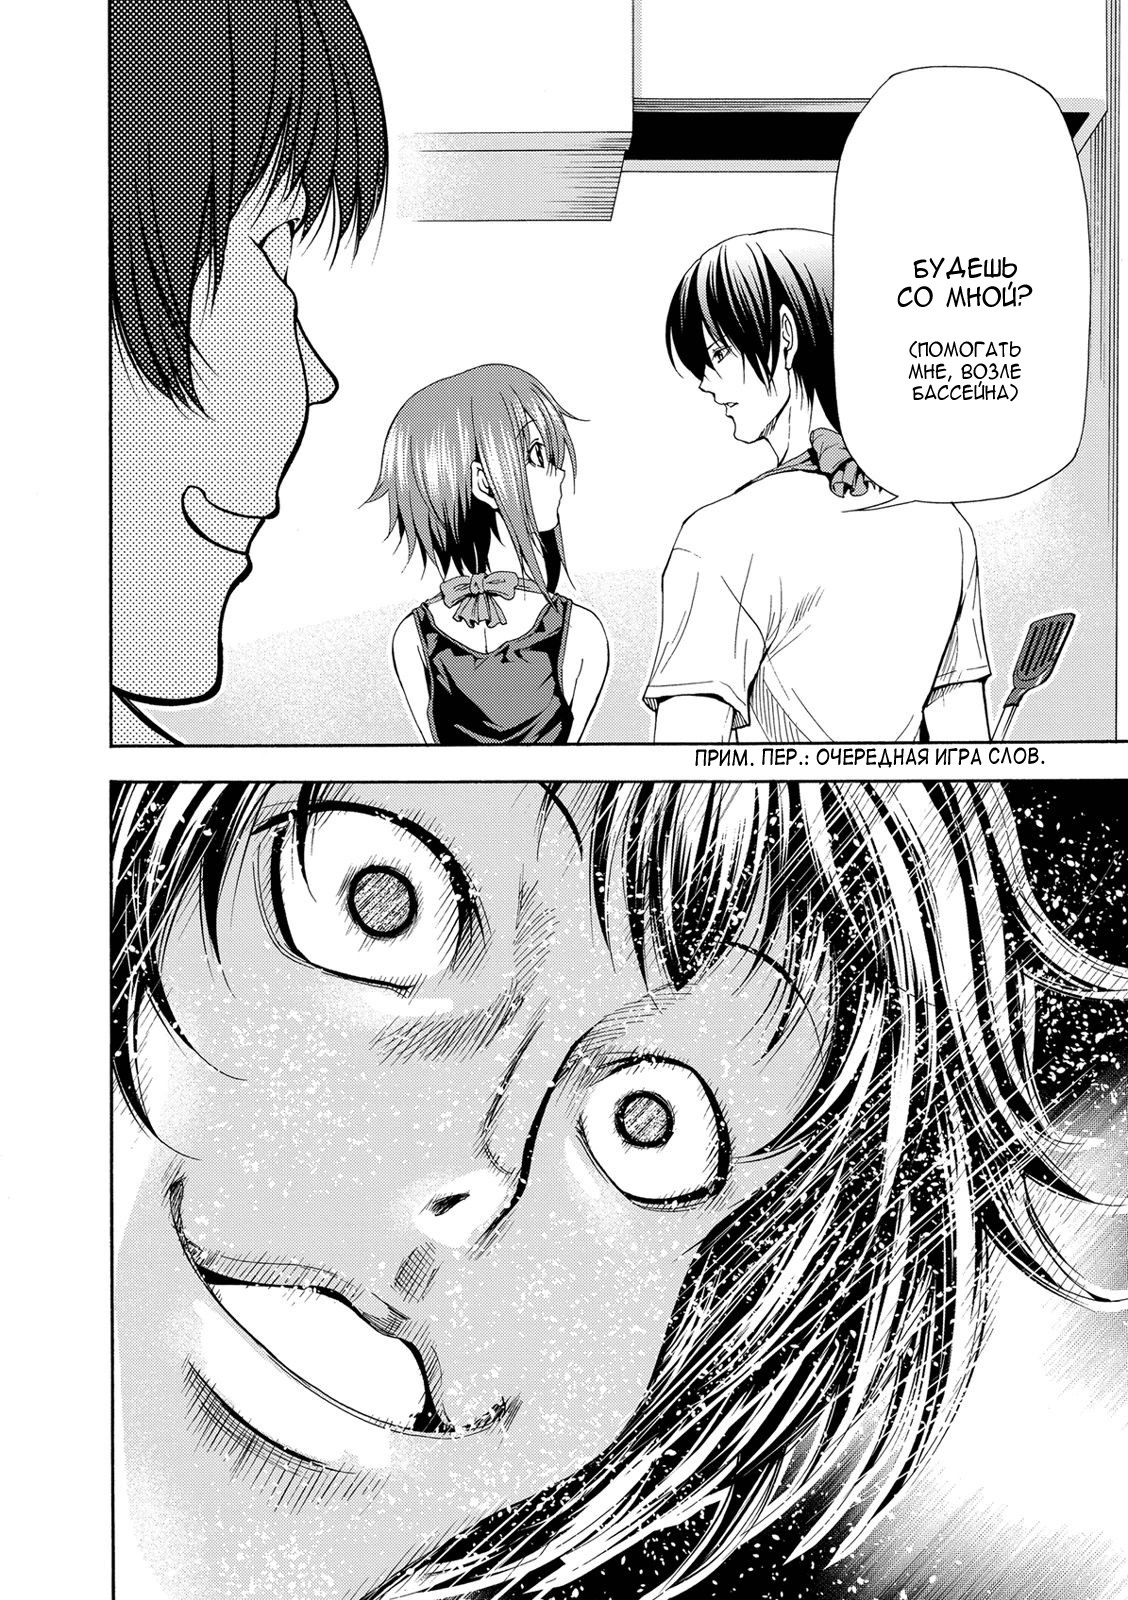 БУДЕШЬ
СО МНОЙ?
(ПОМОГАТЬ
МНЕ, ВОЗЛЕ
БАССЕЙНА)
ПРИМ. ПЕР.: ОЧЕРЕДНАЯ ИГРА СЛОВ.